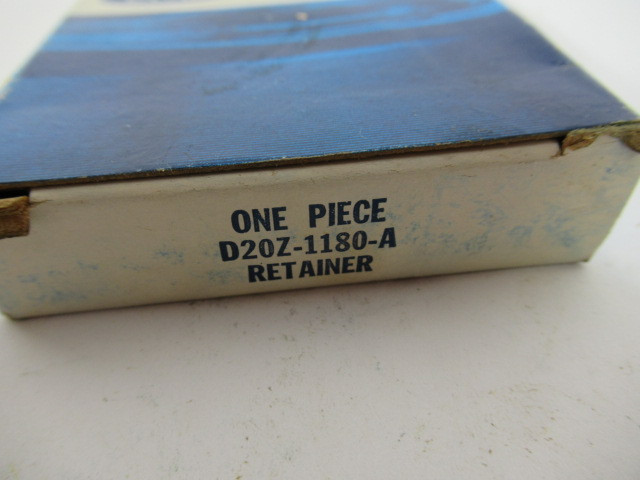 ONE PIECE
D20Z-1180-A
RETAINER